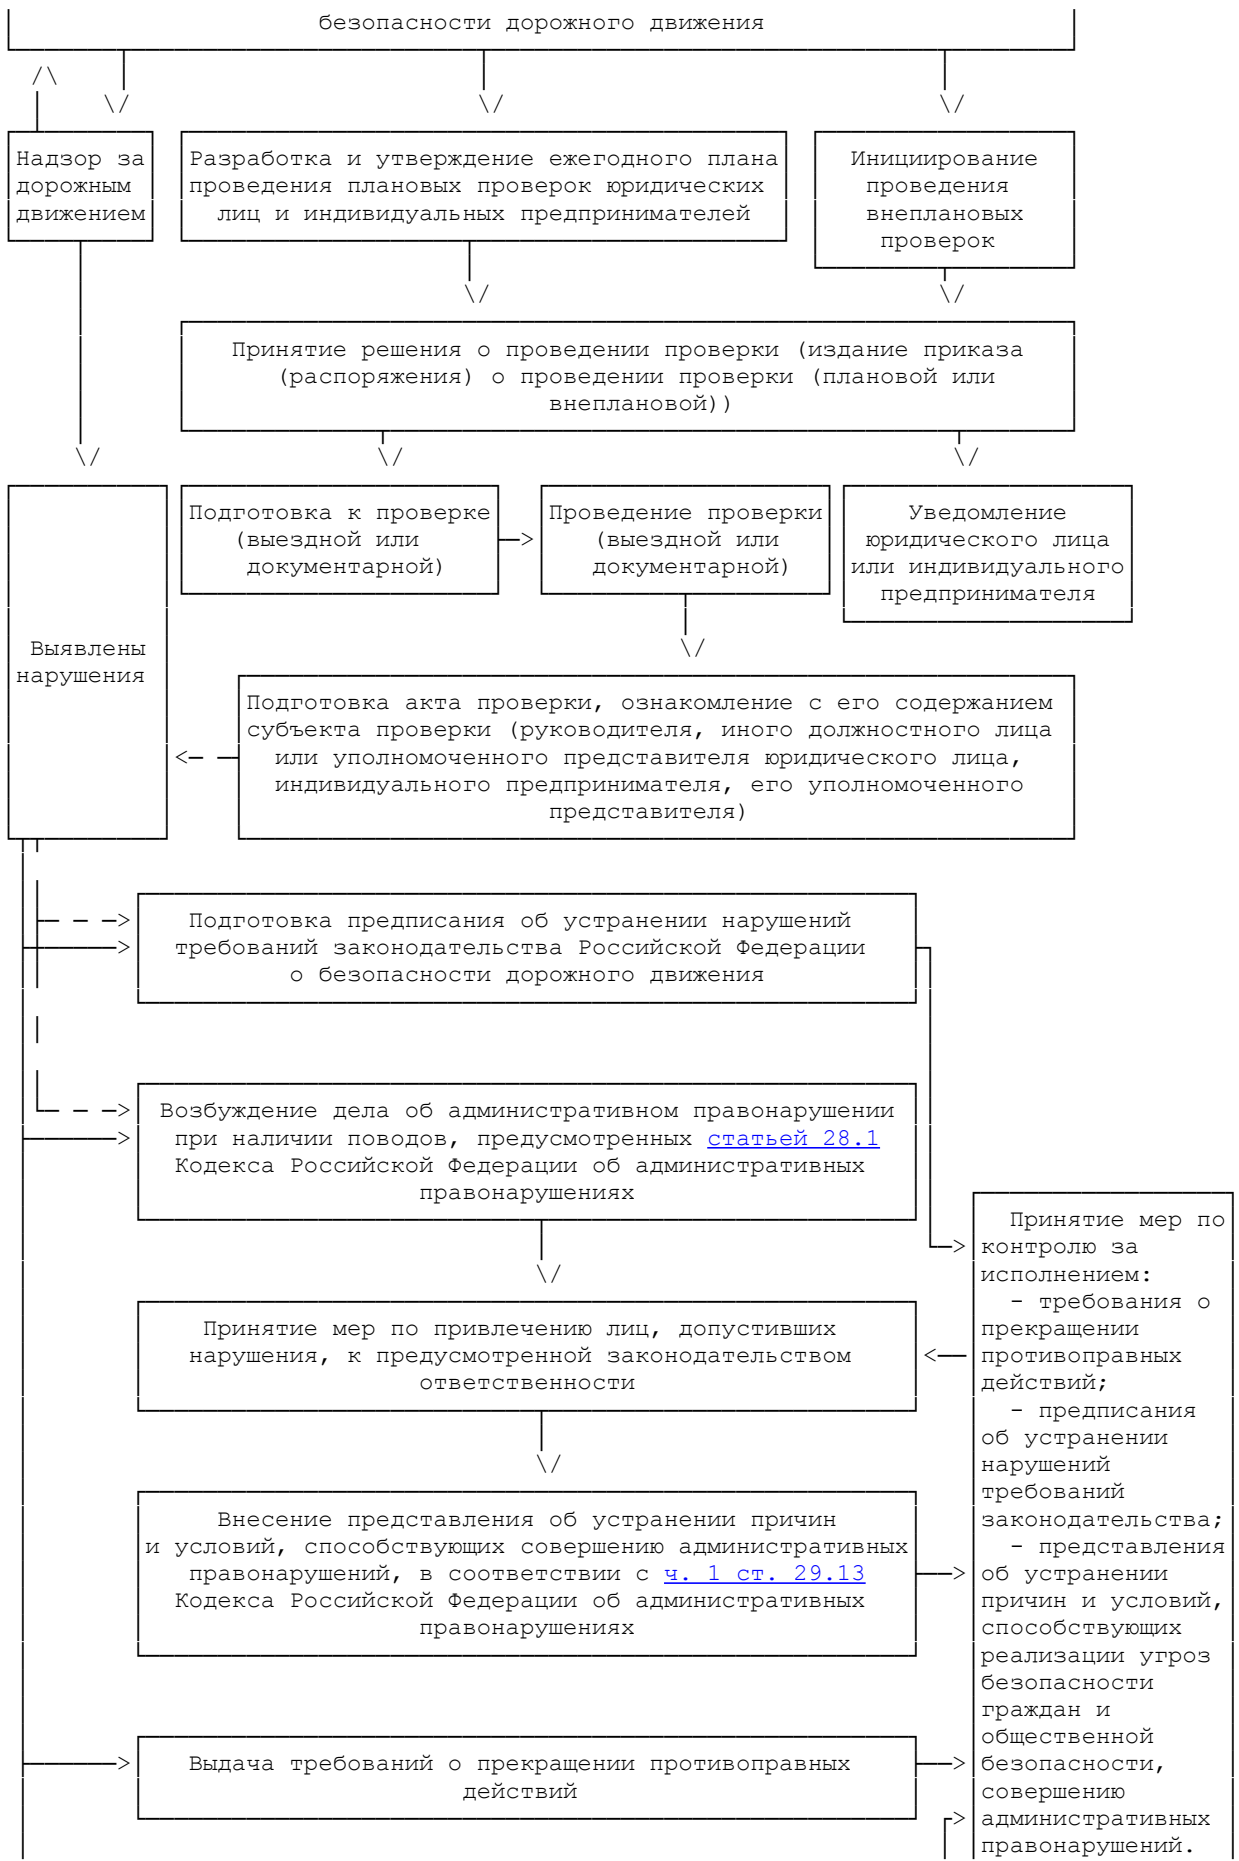 безопасности дорожного движения
Надзор за
дорожным
движением
Разработка и утверждение ежегодного плана
проведения плановых проверок юридических
лиц и индивидуальных предпринимателей
Инициирование
проведения
внеплановых
проверок
Принятие решения о проведении проверки (издание приказа
(распоряжения) о проведении проверки (плановой или
внеплановой))
Подготовка к проверке
(выездной или
документарной)
Проведение проверки
(выездной или
документарной)
Уведомление
юридического лица
или индивидуального
предпринимателя
Выявлены
нарушения
Подготовка акта проверки, ознакомление с его содержанием
субъекта проверки (руководителя, иного должностного лица
или уполномоченного представителя юридического лица,
индивидуального предпринимателя, его уполномоченного
представителя)
Подготовка предписания об устранении нарушений
требований законодательства Российской Федерации
о безопасности дорожного движения
Возбуждение дела об административном правонарушении
при наличии поводов, предусмотренных статьей 28.1
Кодекса Российской Федерации об административных
правонарушениях
Принятие мер по привлечению лиц, допустивших
нарушения, к предусмотренной законодательством
ответственности
Внесение представления об устранении причин
и условий, способствующих совершению административных
правонарушений, в соответствии с ч. 1 ст. 29.13
Кодекса Российской Федерации об административных
правонарушениях
Выдача требований о прекращении противоправных
действий
Принятие мер по
контролю за
исполнением:
- требования о
прекращении
противоправных
действий;
- предписания
об устранении
нарушений
требований
законодательства;
- представления
об устранении
причин и условий,
способствующих
реализации угроз
безопасности
граждан и
общественной
безопасности,
совершению
административных
правонарушений.